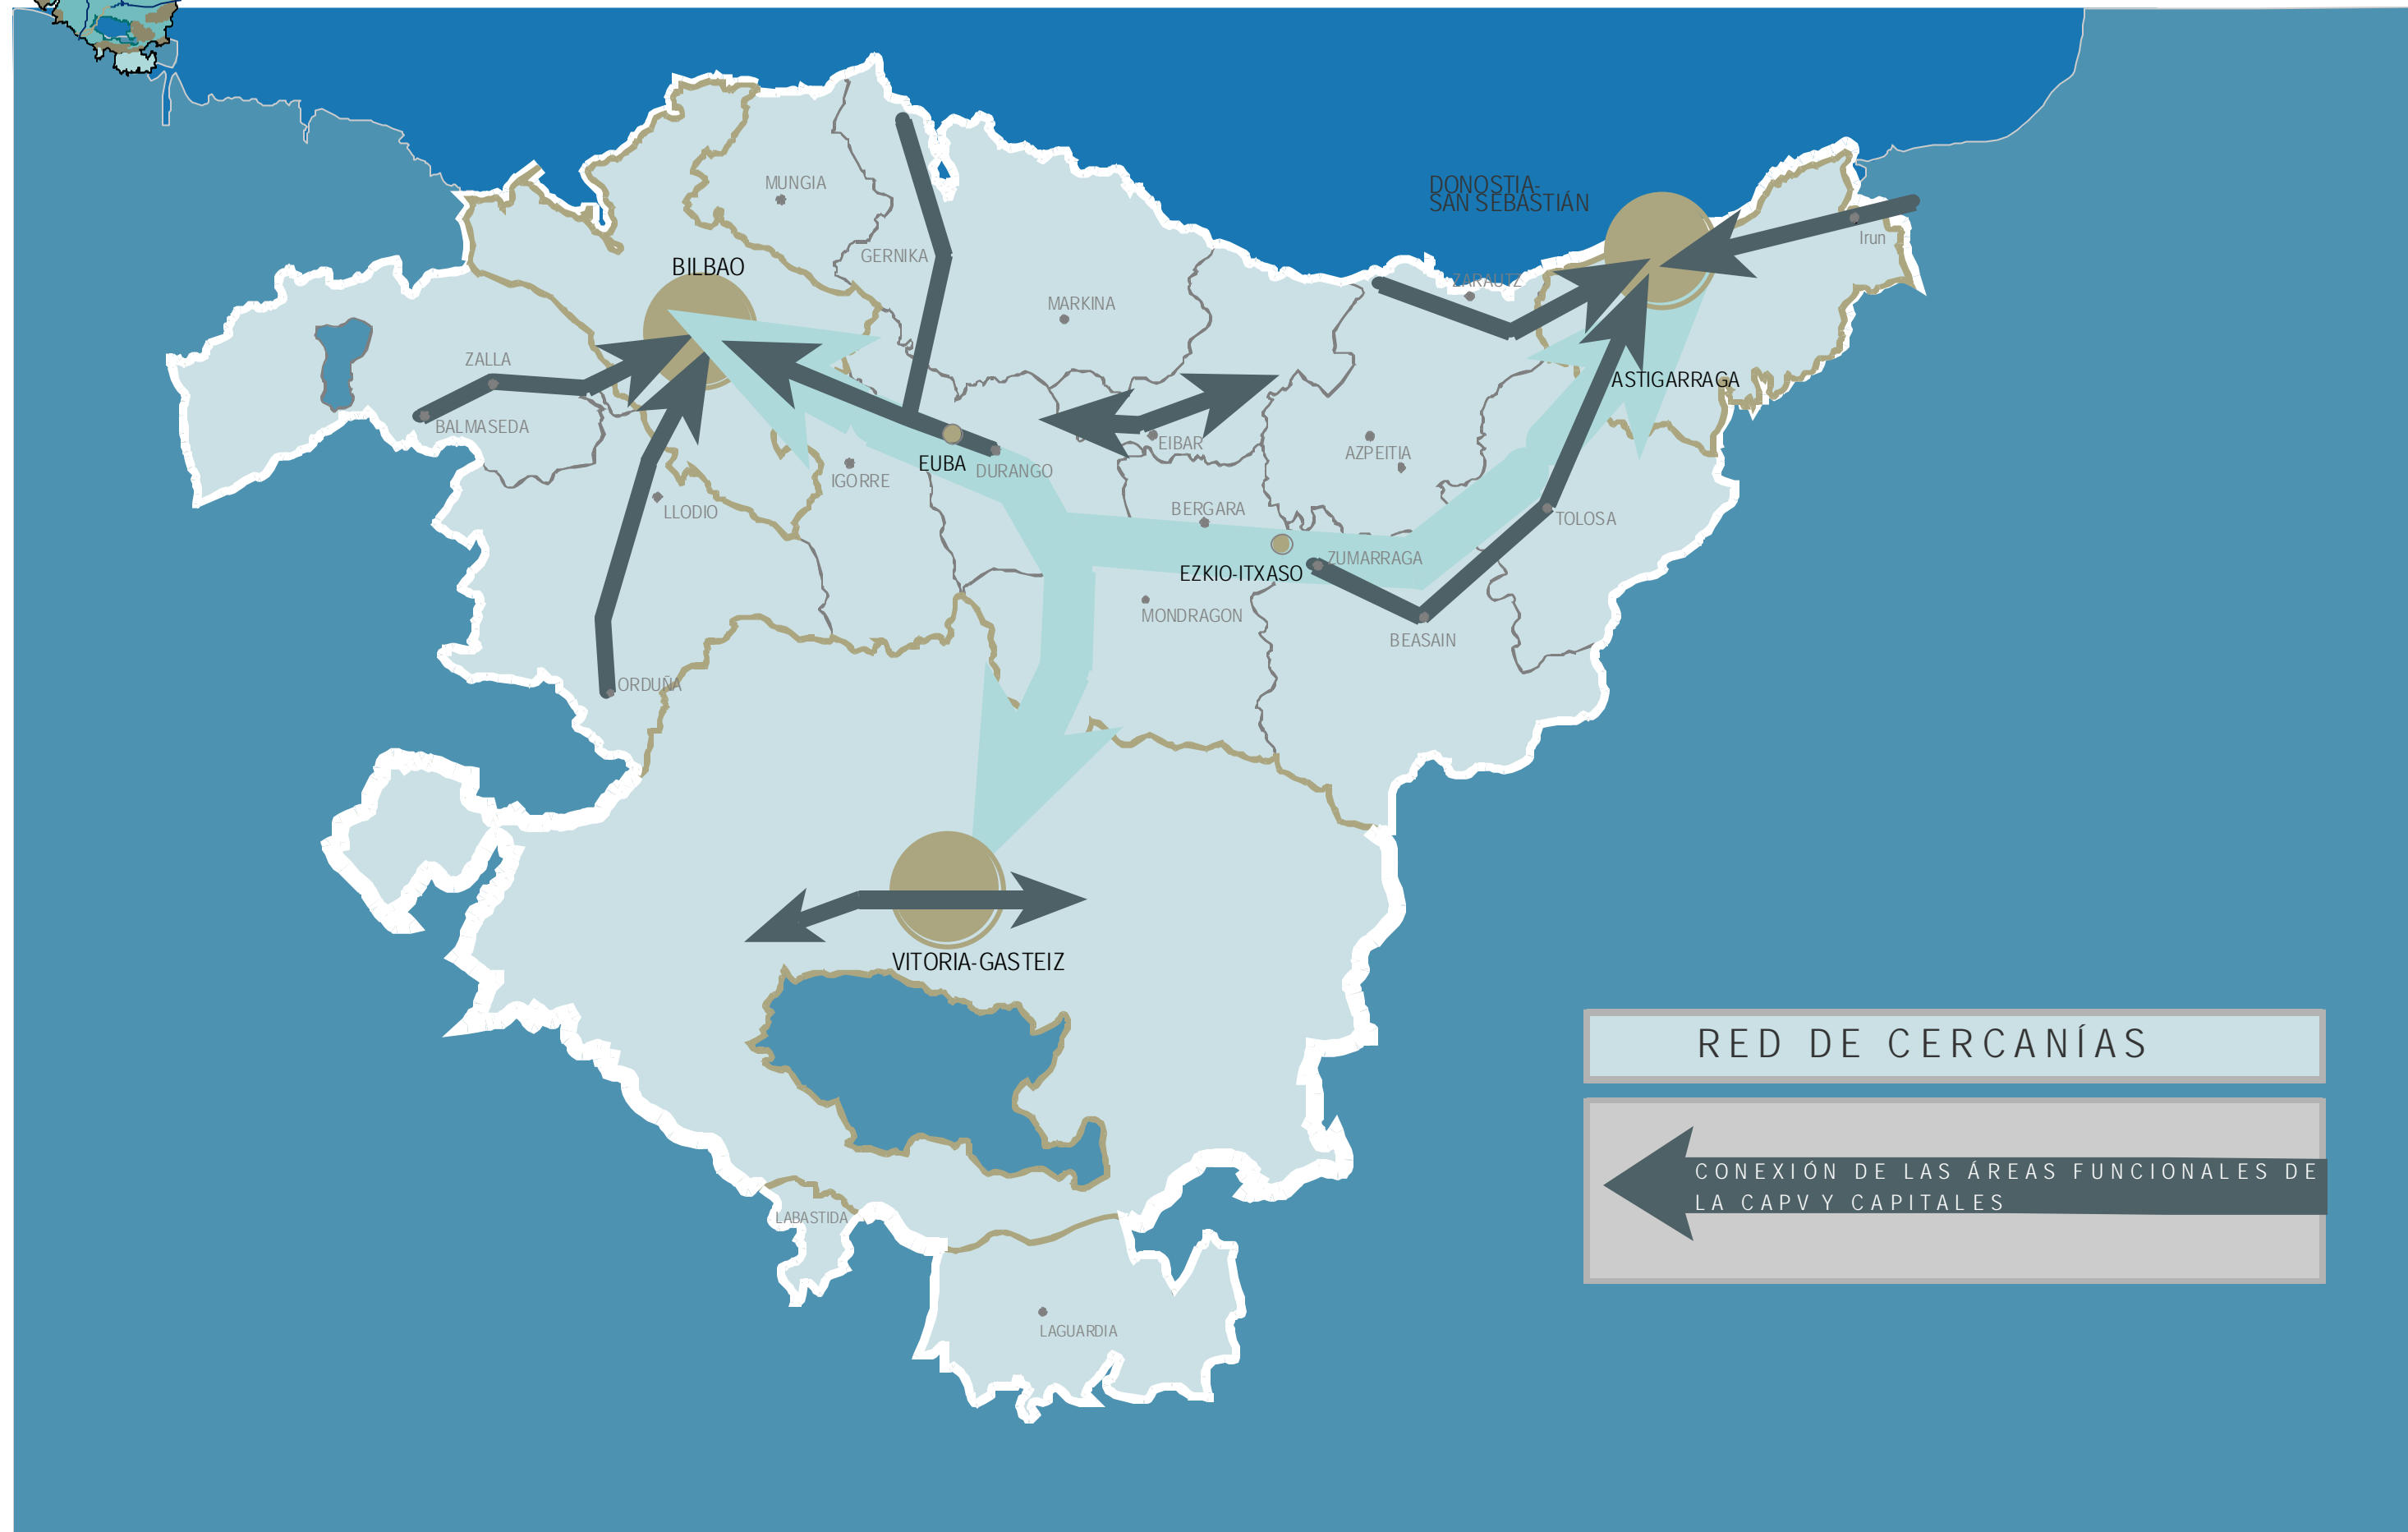 MUNGIA
DONOSTIA-
SAN SEBASTIÁN
Irun
GERNIKA
BILBAO
ZARAUTZ
MARKINA
ZALLA
ASTIGARRAGA
BALMASEDA
EIBAR
AZPEITIA
EUBA
DURANGO
IGORRE
LLODIO
BERGARA
TOLOSA
ZUMARRAGA
EZKIO-ITXASO
MONDRAGON
BEASAIN
ORDUÑA
VITORIA-GASTEIZ
RED DE CERCANÍAS
CONEXIÓN DE LAS ÁREAS FUNCIONALES DE
LA CAPV Y CAPITALES
LABASTIDA
LAGUARDIA